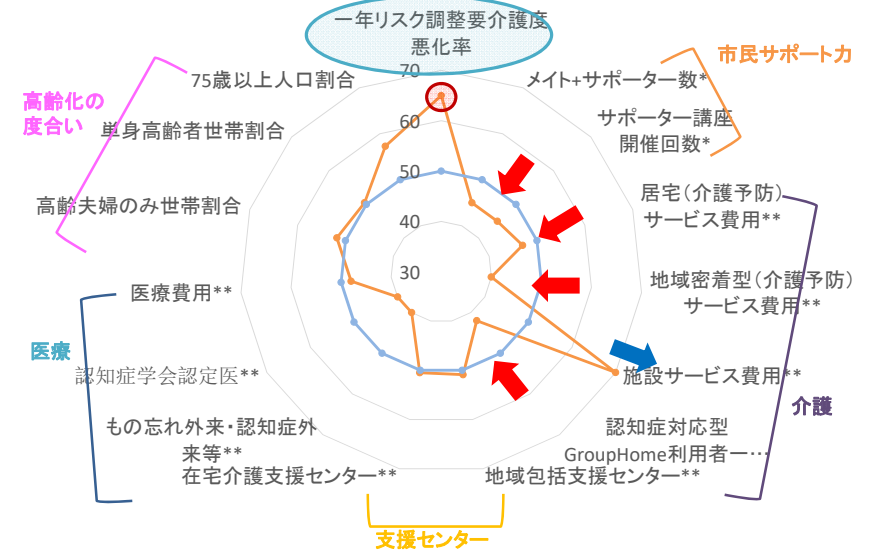 一年リスク調整要介護度
悪化率
市民サポート力
メイト+サポーター数*
サポーター講座
開催回数*
居宅(介護予防)
サービス費用**
地域密着型(介護予防)
サービス費用**
施設サービス費用**
介護
認知症対応型
GroupHome利用者一…
地域包括支援センター**
支援センター
在宅介護支援センター**
もの忘れ外来・認知症外
来等**
認知症学会認定医**
医療
医療費用**
高齢夫婦のみ世帯割合
単身高齢者世帯割合
75歳以上人口割合
高齢化の
度合い
70
60
50
40
30